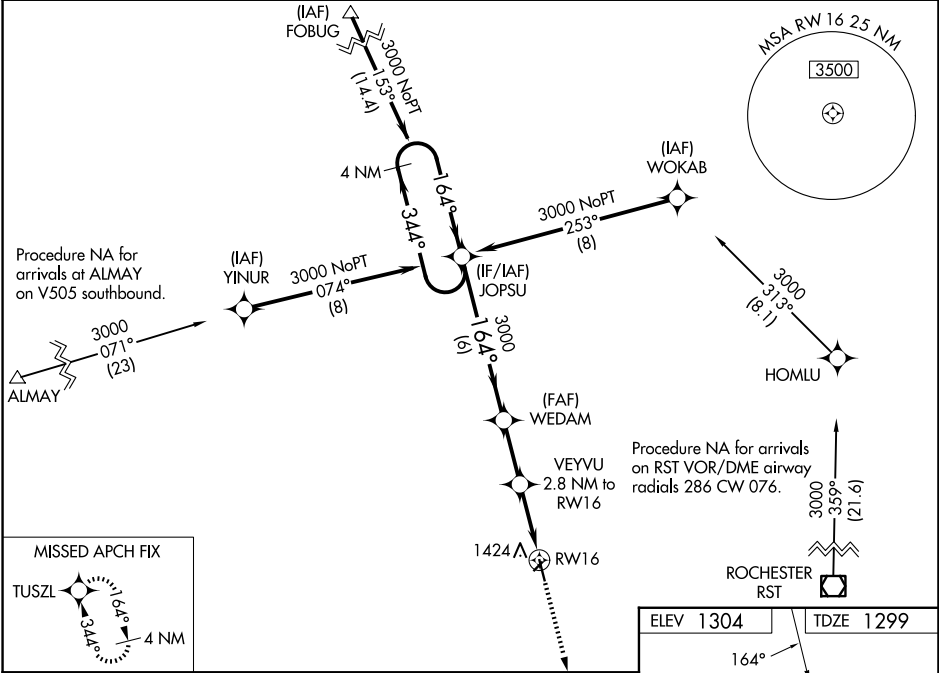 (IAF)
FOBUG
3000 NoPT
153°
(14.4)
MSA RW 16 25 NM
3500
4 NM
164°
344°
(IAF)
WOKAB
3000 NoPT
253°
(8)
Procedure NA for
arrivals at ALMAY
on V505 southbound.
(IAF)
YINUR
3000 NoPT
074°
(8)
(IF/IAF)
JOPSU
3000
313°
(8.1)
3000
071°
(23)
ALMAY
3000
164°
(6)
HOMLU
(FAF)
WEDAM
VEYVU
2.8 NM to
RW16
Procedure NA for arrivals
on RST VOR/DME airway
radials 286 CW 076.
3000
359°
(21.6)
1424
RW16
ROCHESTER
RST
MISSED APCH FIX
TUSZL
164°
344°
4 NM
ELEV 1304
TDZE 1299
164°